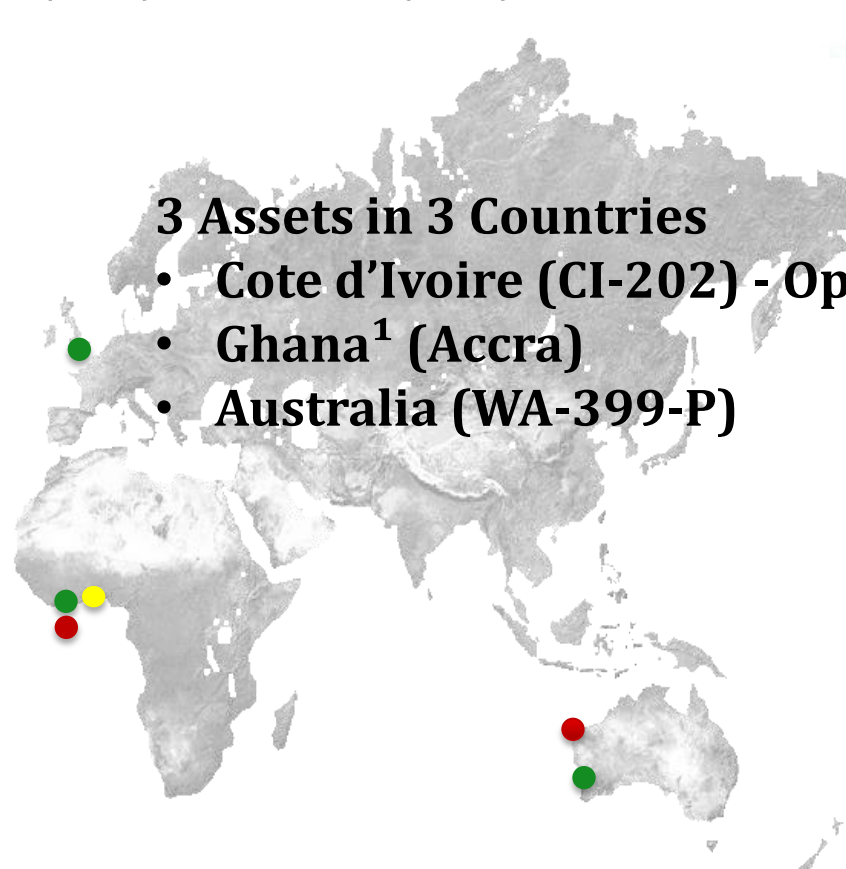 3 Assets in 3 Countries
• Cote d’Ivoire (CI-202) - Op
• Ghana¹ (Accra)
• Australia (WA-399-P)